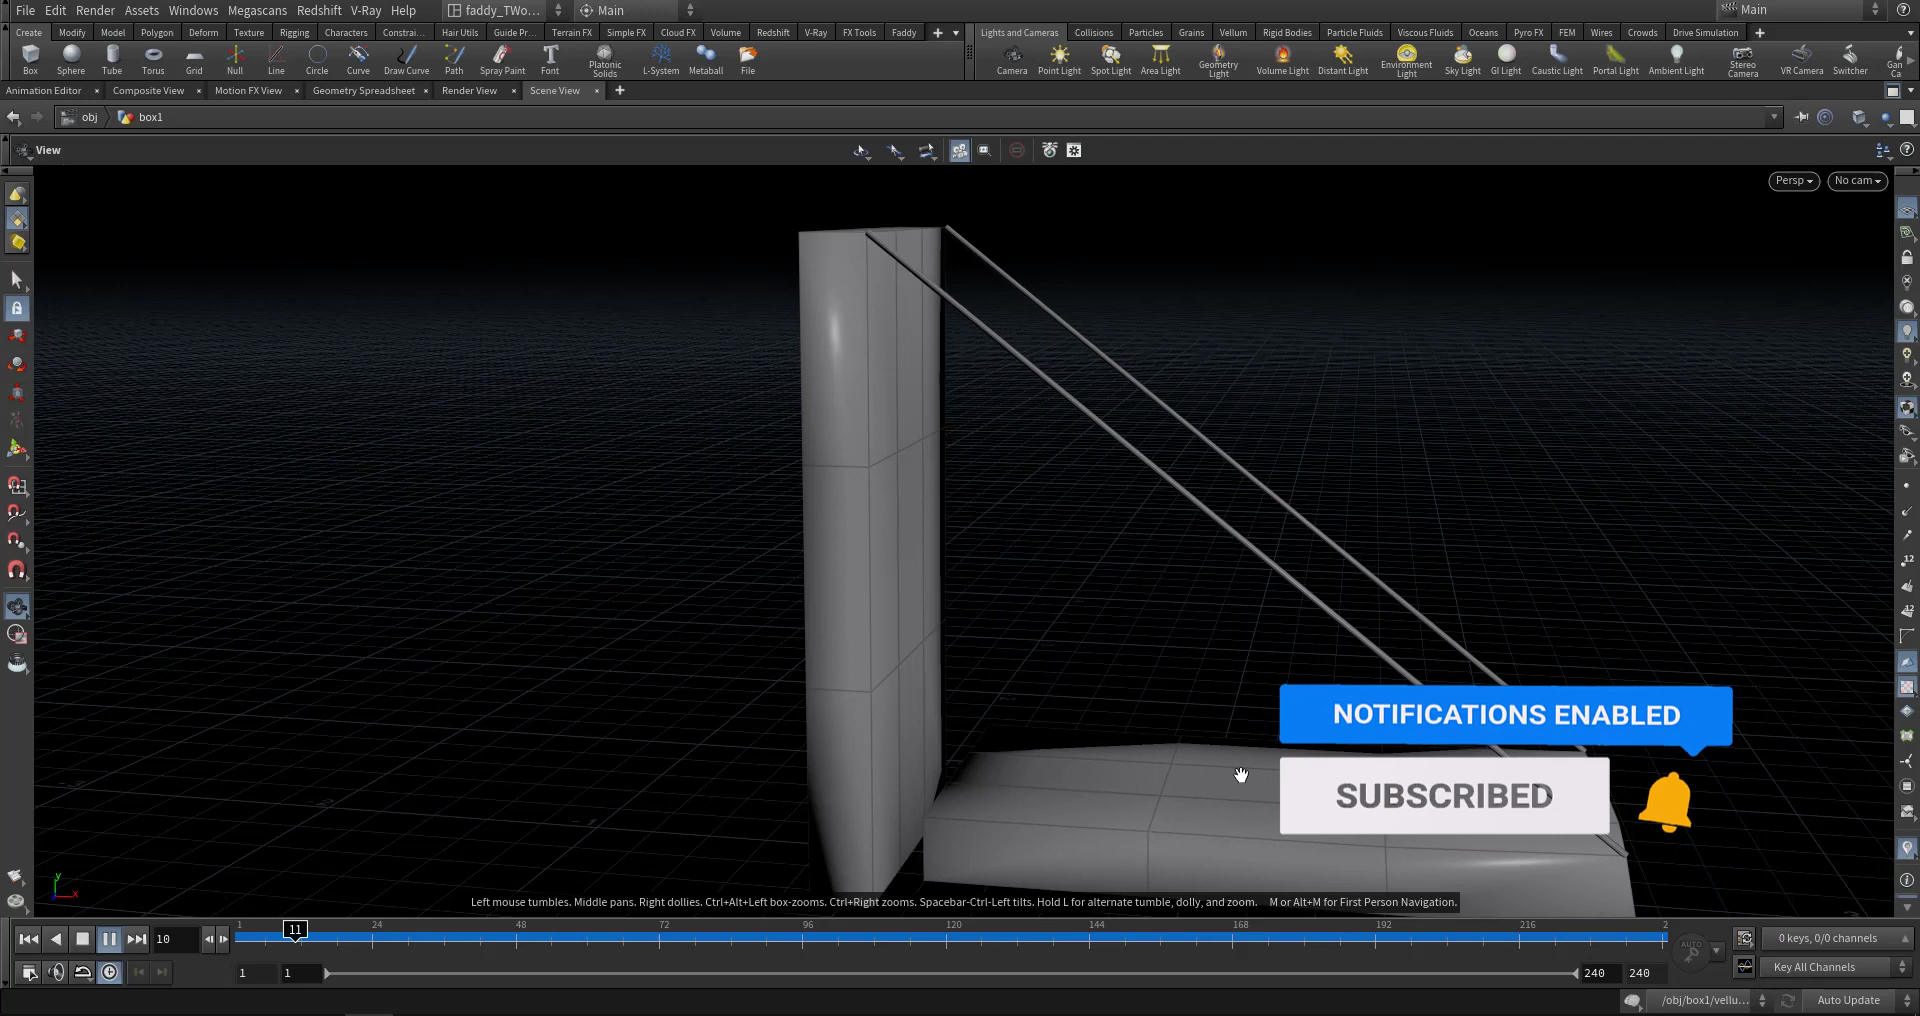 File Edit Render Assets Windows Megascans Redshift V-Ray Help faddy_TWo... Main Main
Create Modify Model Polygon Deform Texture Rigging Characters Constrai... Hair Utils Guide Pr... Terrain FX Simple FX Cloud FX Volume Redshift V-Ray FX Tools Faddy Lights and Cameras Collisions Particles Grains Vellum Rigid Bodies Particle Fluids Viscous Fluids Oceans Pyro FX FEM Wires Crowds Drive Simulation
Box Sphere Tube Torus Grid Null Line Circle Curve Draw Curve Path Spray Paint Font Platonic Solids L-System Metaball File Camera Point Light Spot Light Area Light Geometry Light Volume Light Distant Light Environment Light Sky Light GI Light Caustic Light Portal Light Ambient Light Stereo Camera VR Camera Switcher Gan Ca
Animation Editor Composite View Motion FX View Geometry Spreadsheet Render View Scene View
obj box1
View
Persp No cam
12
12
NOTIFICATIONS ENABLED
SUBSCRIBED
y
x
Left mouse tumbles. Middle pans. Right dollies. Ctrl+Alt+Left box-zooms. Ctrl+Right zooms. Spacebar-Ctrl-Left tilts. Hold L for alternate tumble, dolly, and zoom. M or Alt+M for First Person Navigation.
1 11 24 48 72 96 120 144 168 192 216 2
10 AUTO 0 keys, 0/0 channels
1 1 240 240 Key All Channels
/obj/box1/vellu... Auto Update